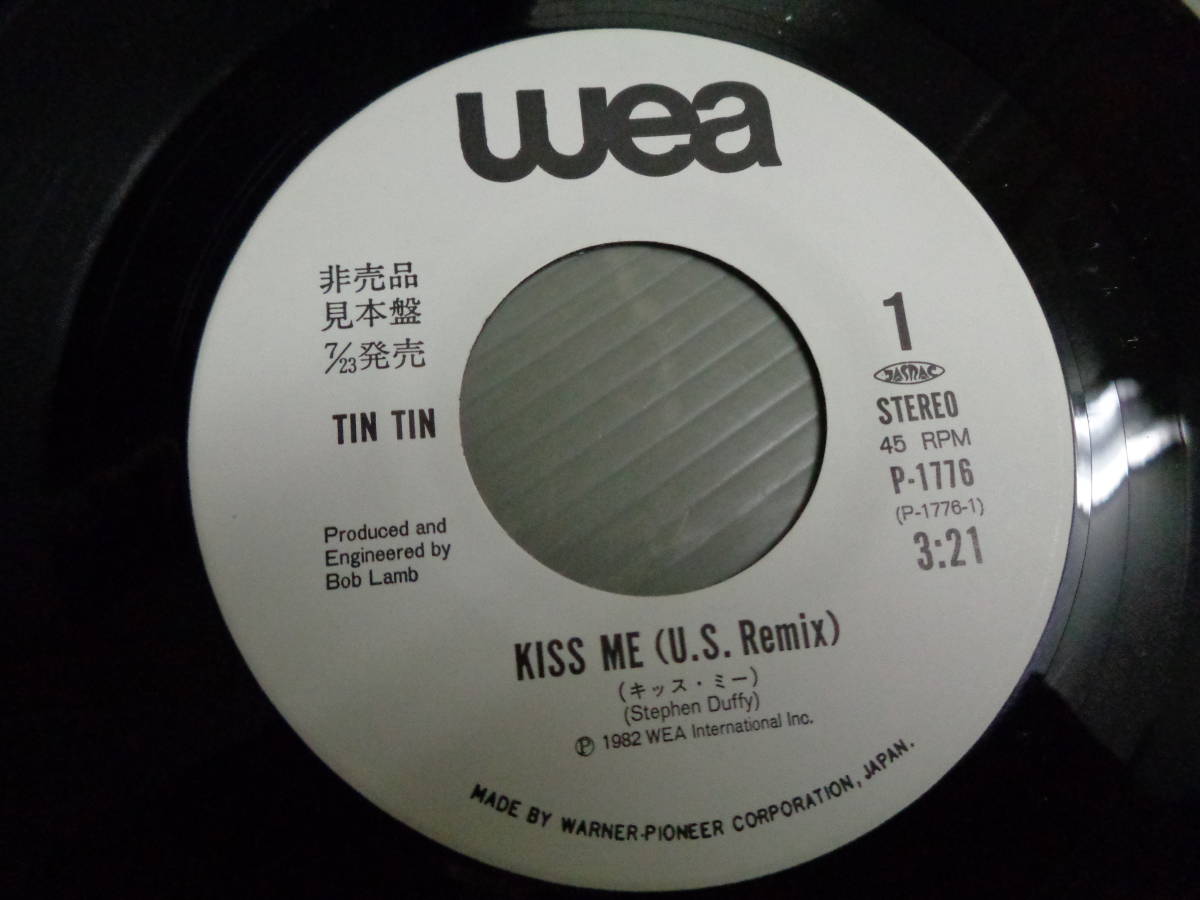 wea
非売品
見本盤
7/23発売
TIN TIN
Produced and
Engineered by
Bob Lamb
1
JASRAC
STEREO
45 RPM
P-1776
(P-1776-1)
3:21
KISS ME (U.S. Remix)
(キッス・ミー)
(Stephen Duffy)
℗ 1982 WEA International Inc.
MADE BY WARNER-PIONEER CORPORATION, JAPAN.